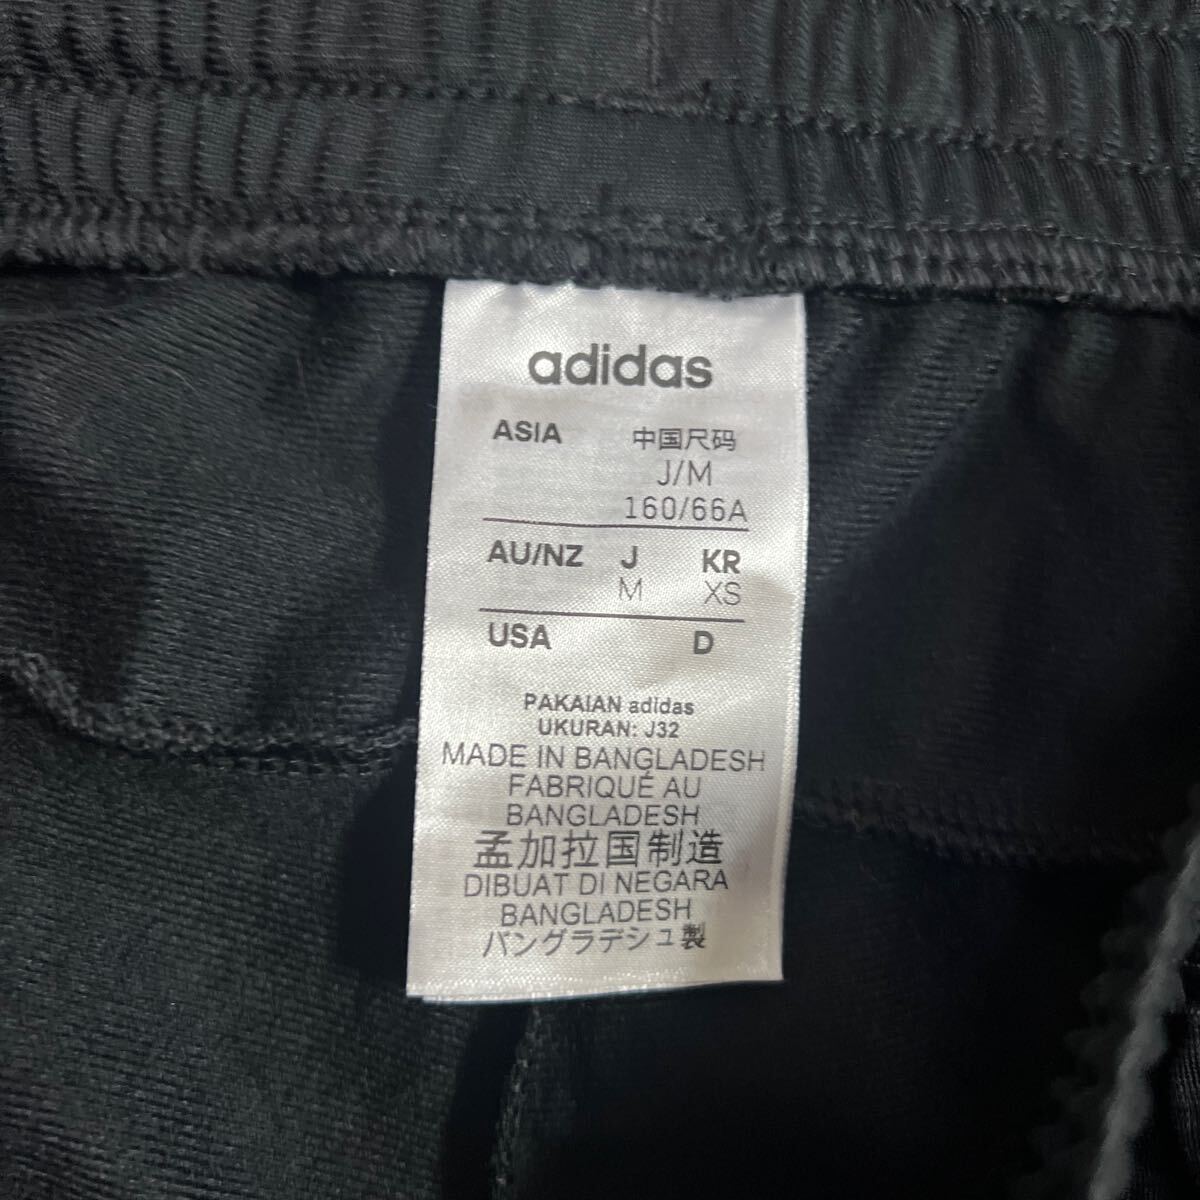 adidas
ASIA 中国尺码
J/M
160/66A
AU/NZ J KR
M XS
USA D
PAKAIAN adidas
UKURAN: J32
MADE IN BANGLADESH
FABRIQUÉ AU
BANGLADESH
孟加拉国制造
DIBUAT DI NEGARA
BANGLADESH
バングラデシュ製